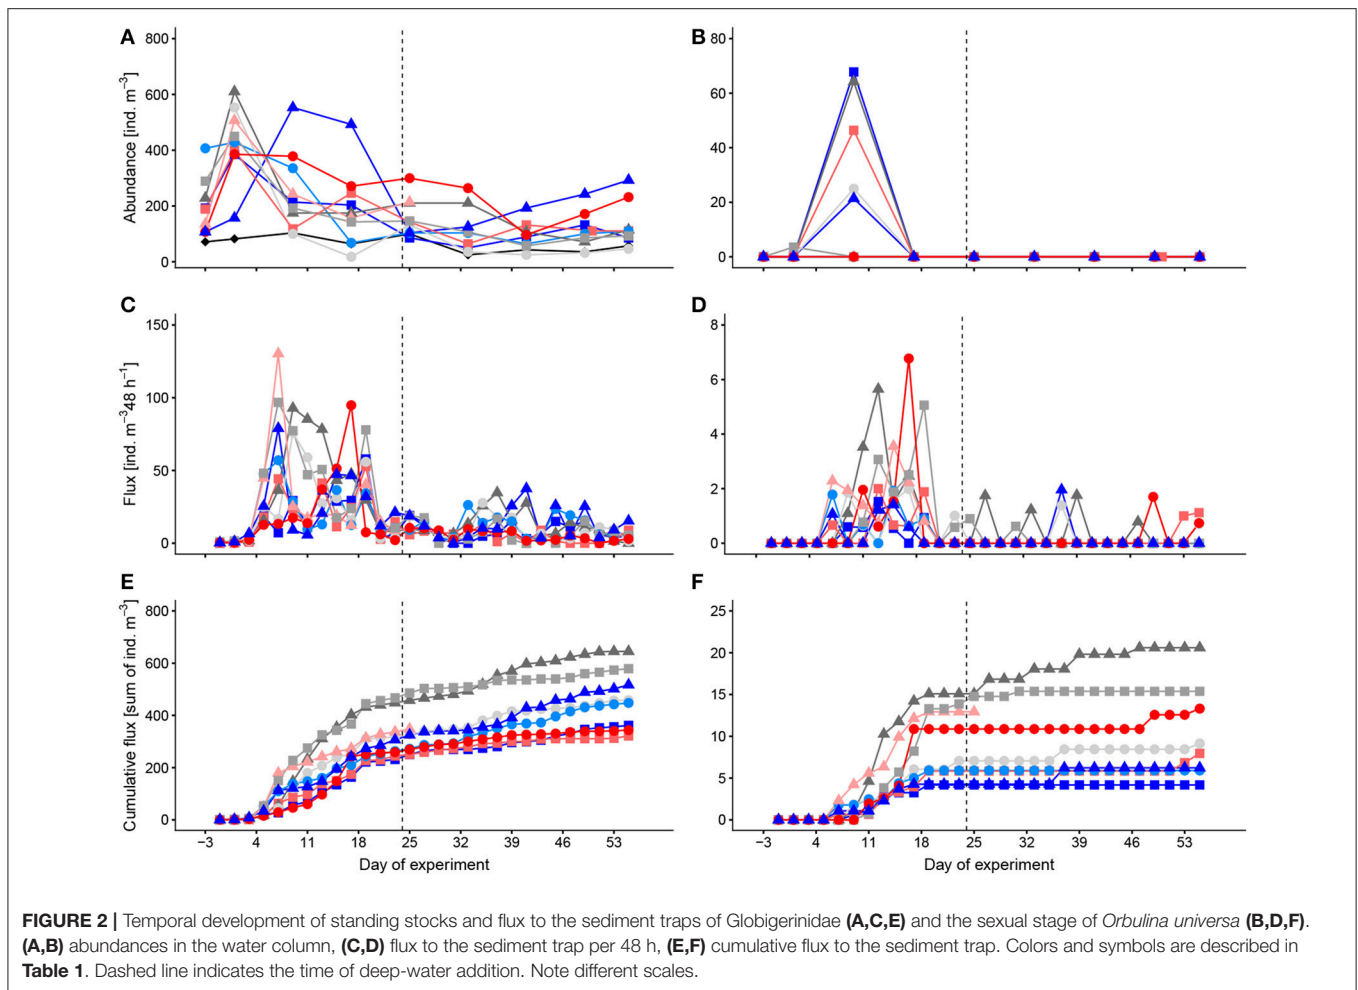 A
B
800
600
400
200
0
Abundance [ind. m⁻³]
80
60
40
20
0
C
D
150
100
50
0
Flux [ind. m⁻³48 h⁻¹]
8
6
4
2
0
E
F
800
600
400
200
0
Cumulative flux [sum of ind. m⁻³]
25
20
15
10
5
0
−3 4 11 18 25 32 39 46 53
−3 4 11 18 25 32 39 46 53
Day of experiment
Day of experiment
FIGURE 2 | Temporal development of standing stocks and flux to the sediment traps of Globigerinidae (A,C,E) and the sexual stage of Orbulina universa (B,D,F).
(A,B) abundances in the water column, (C,D) flux to the sediment trap per 48 h, (E,F) cumulative flux to the sediment trap. Colors and symbols are described in
Table 1. Dashed line indicates the time of deep-water addition. Note different scales.